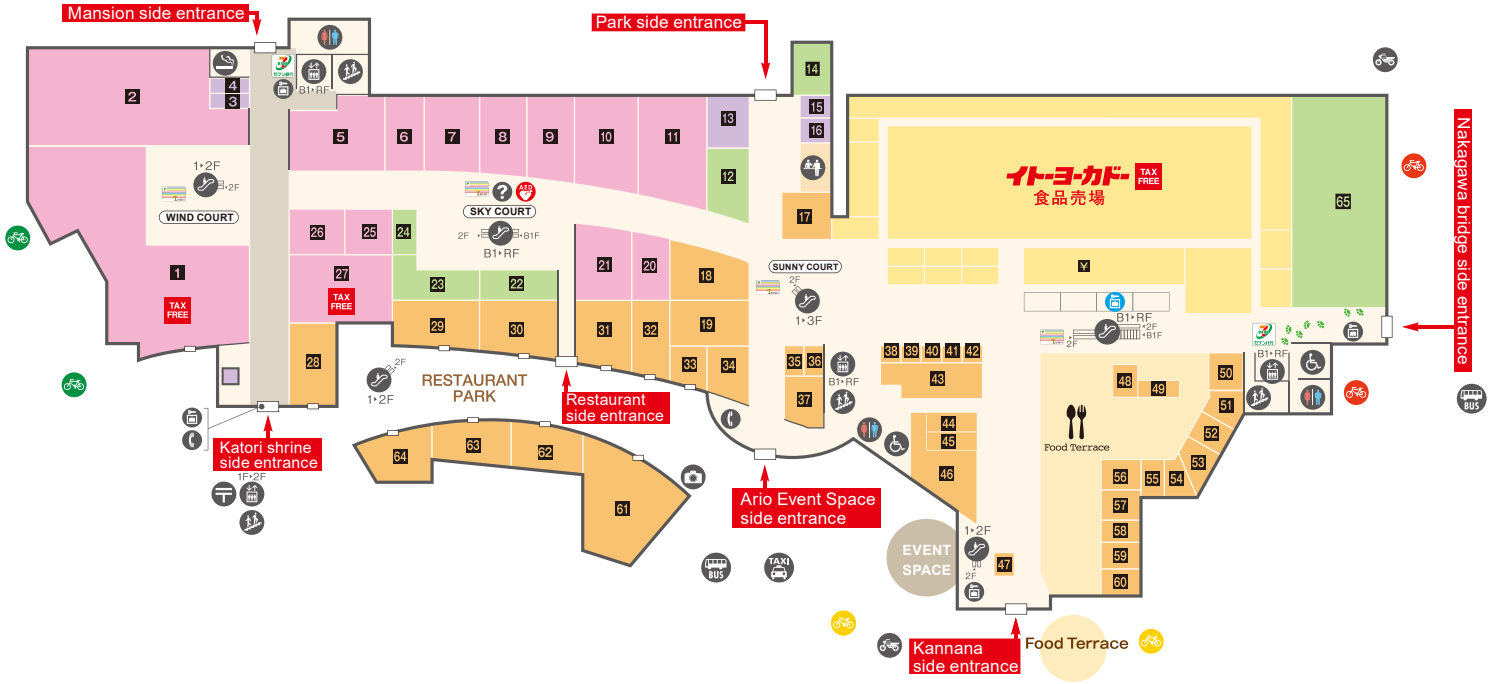 Mansion side entrance
Park side entrance
Nakagawa bridge side entrance
セブン銀行
B1▸RF
4
3
2
5
6
7
8
9
10
11
13
12
14
15
16
17
イトーヨーカドー
食品売場
TAX
FREE
65
1▸2F
2F
WIND COURT
?
AED
SKY COURT
2F
B1F
B1▸RF
26
25
24
1
TAX
FREE
27
TAX
FREE
23
22
21
20
18
SUNNY COURT
2F
1▸3F
¥
B1▸RF
2F
B1F
2F
29
30
31
32
19
33
34
28
2F
1▸2F
RESTAURANT
PARK
Restaurant
side entrance
35
36
37
B1▸RF
38
39
40
41
42
43
44
45
46
48
49
50
51
52
53
54
55
56
57
58
59
60
Food Terrace
B1▸RF
BUS
Katori shrine
side entrance
1F▸2F
64
63
62
61
Ario Event Space
side entrance
BUS
TAXI
EVENT
SPACE
1▸2F
2F
47
Kannana
side entrance
Food Terrace